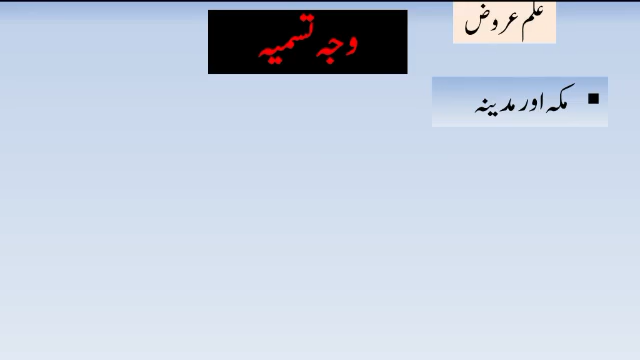 علم عروض
وجہ تسمیہ
▪ مکہ اور مدینہ